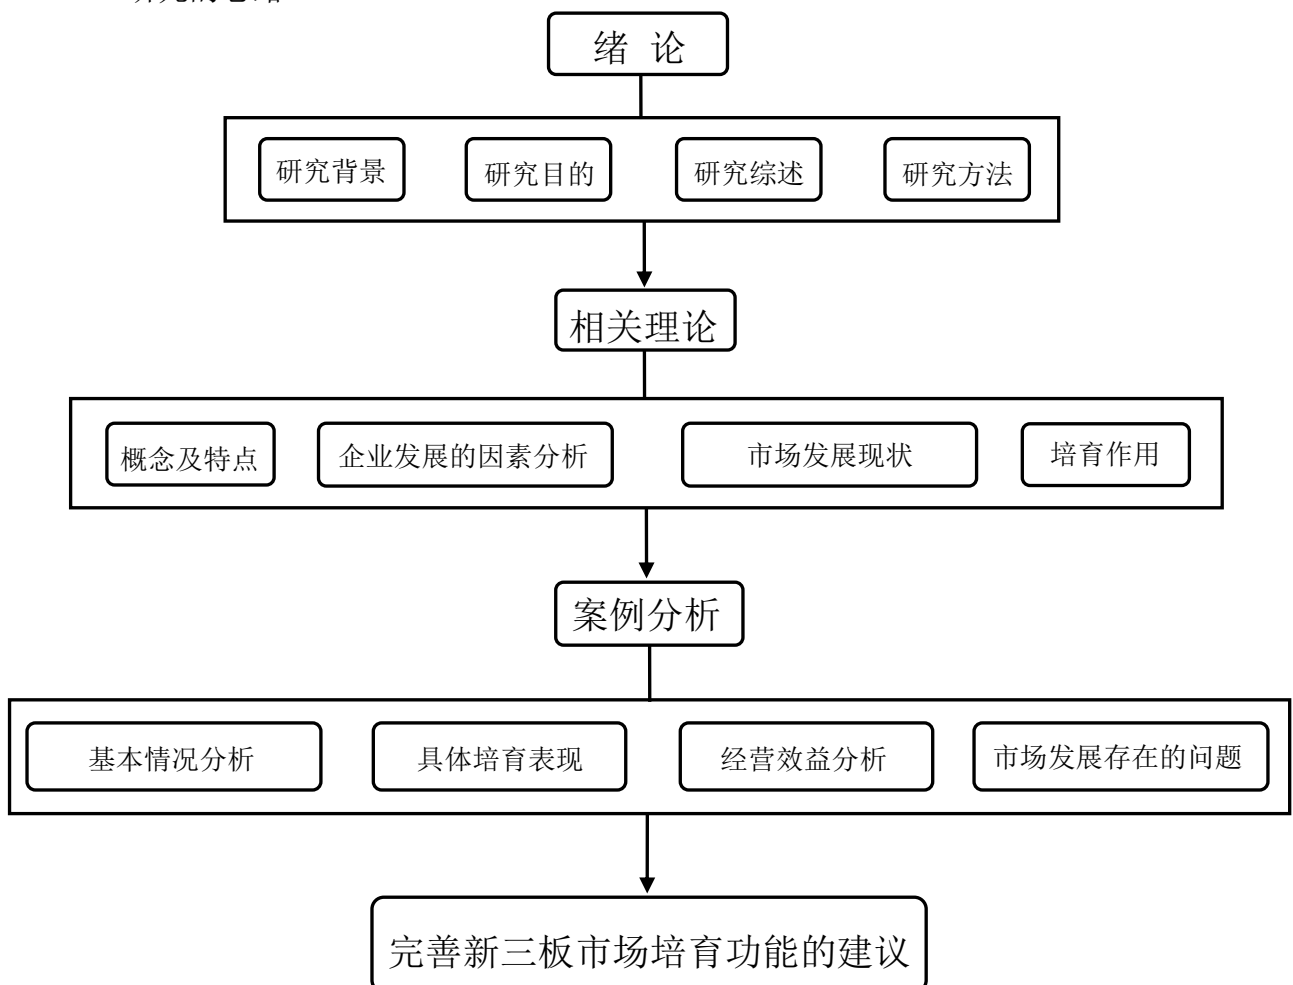 绪 论
研究背景 研究目的 研究综述 研究方法
相关理论
概念及特点 企业发展的因素分析 市场发展现状 培育作用
案例分析
基本情况分析 具体培育表现 经营效益分析 市场发展存在的问题
完善新三板市场培育功能的建议